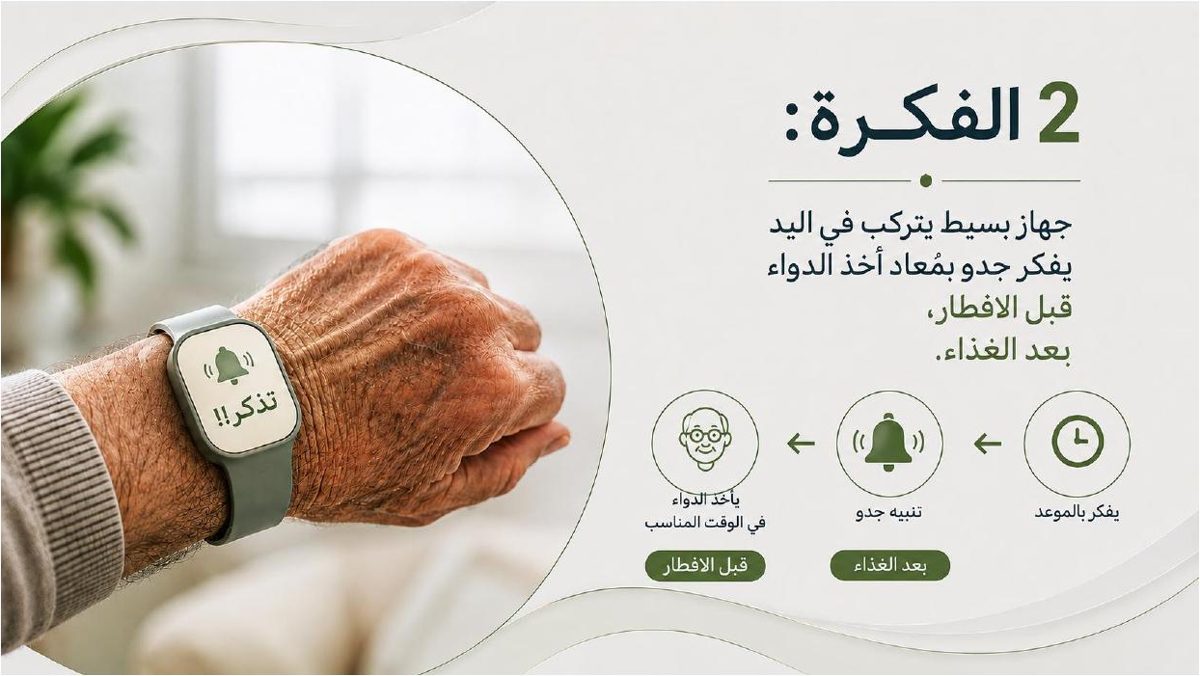 2 الفكرة:
جهاز بسيط يتركب في اليد
يفكر جدو بمُعاد أخذ الدواء
قبل الافطار،
بعد الغذاء.
تذكر!!
يفكر بالموعد
تنبيه جدو
يأخذ الدواء
في الوقت المناسب
بعد الغذاء
قبل الافطار